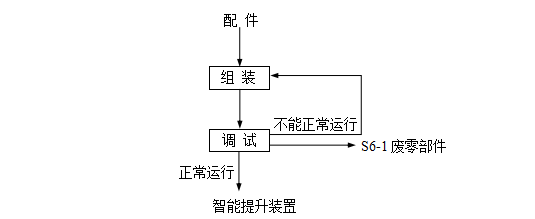 配 件
组 装
不能正常运行
调 试
S6-1 废零部件
正常运行
智能提升装置